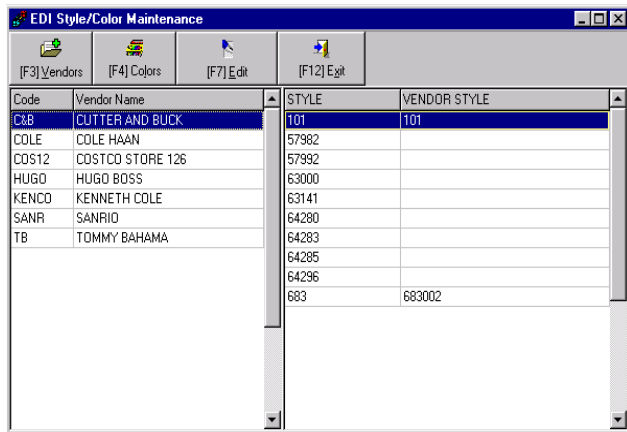 EDI Style/Color Maintenance
[F3] Vendors [F4] Colors [F7] Edit [F12] Exit
Code Vendor Name STYLE VENDOR STYLE
C&B CUTTER AND BUCK 101 101
COLE COLE HAAN 57982
COS12 COSTCO STORE 126 57992
HUGO HUGO BOSS 63000
KENCO KENNETH COLE 63141
SANR SANRIO 64280
TB TOMMY BAHAMA 64283
64285
64296
683 683002